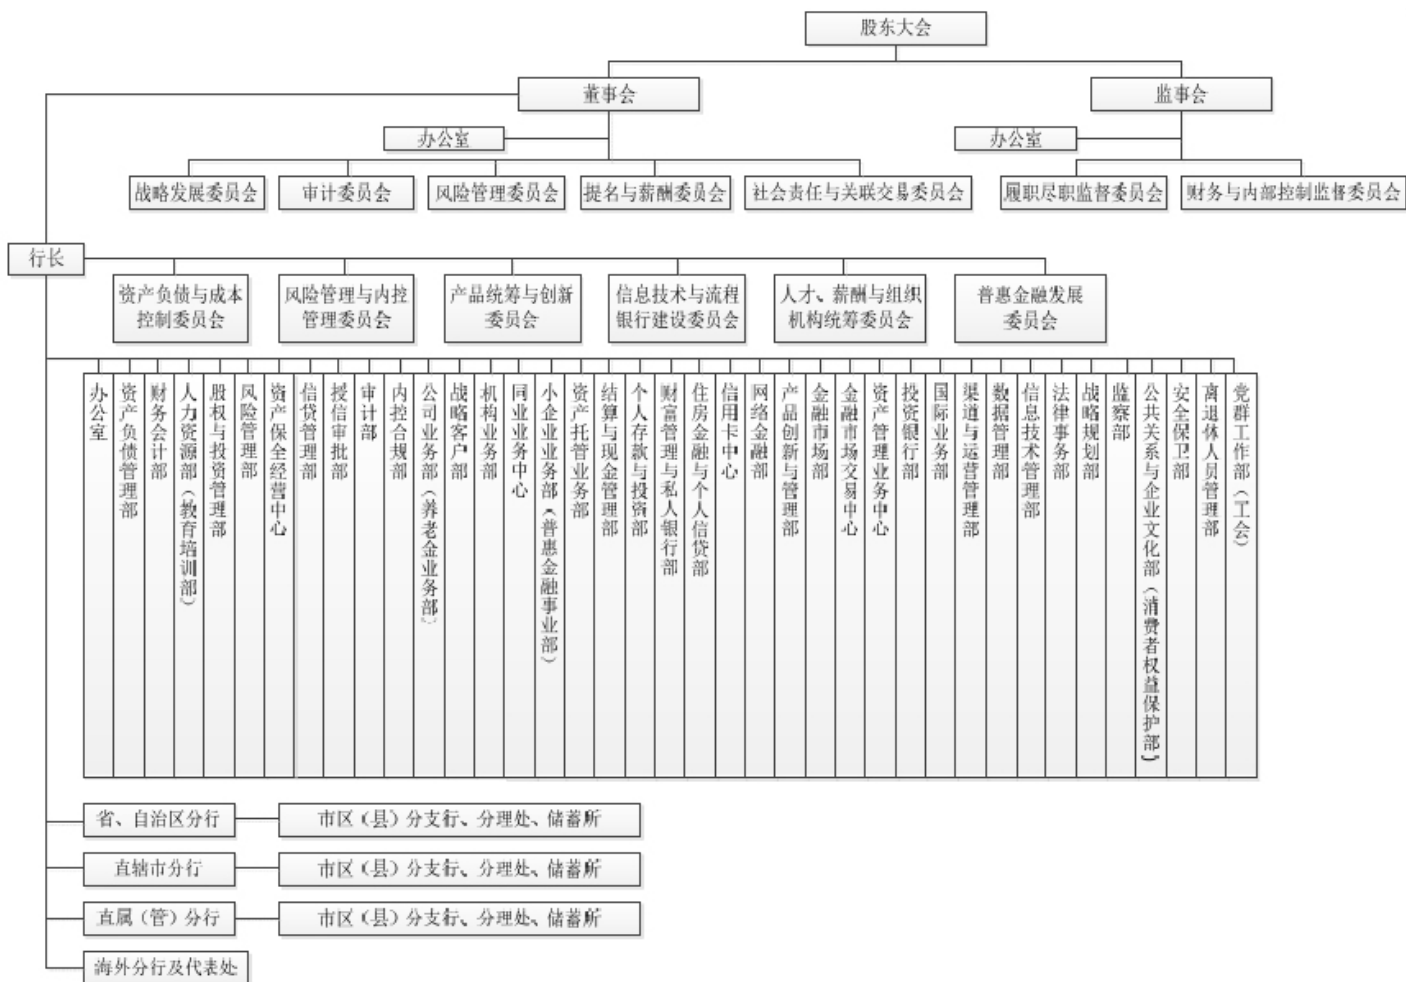 股东大会
董事会
监事会
办公室
办公室
战略发展委员会
审计委员会
风险管理委员会
提名与薪酬委员会
社会责任与关联交易委员会
履职尽职监督委员会
财务与内部控制监督委员会
行长
资产负债与成本
控制委员会
风险管理与内控
管理委员会
产品统筹与创新
委员会
信息技术与流程
银行建设委员会
人才、薪酬与组织
机构统筹委员会
普惠金融发展
委员会
办公室
资产负债管理部
财务会计部
人力资源部（教育培训部）
股权与投资管理部
风险管理部
资产保全经营中心
信贷管理部
授信审批部
审计部
内控合规部
公司业务部（养老金业务部）
战略客户部
机构业务部
同业业务中心
小企业业务部（普惠金融事业部）
资产托管业务部
结算与现金管理部
个人存款与投资部
财富管理与私人银行部
住房金融与个人信贷部
信用卡中心
网络金融部
产品创新与管理部
金融市场部
金融市场交易中心
资产管理业务中心
投资银行部
国际业务部
渠道与运营管理部
数据管理部
信息技术管理部
法律事务部
战略规划部
监察部
公共关系与企业文化部（消费者权益保护部）
安全保卫部
离退休人员管理部
党群工作部（工会）
省、自治区分行
市区（县）分支行、分理处、储蓄所
直辖市分行
市区（县）分支行、分理处、储蓄所
直属（管）分行
市区（县）分支行、分理处、储蓄所
海外分行及代表处